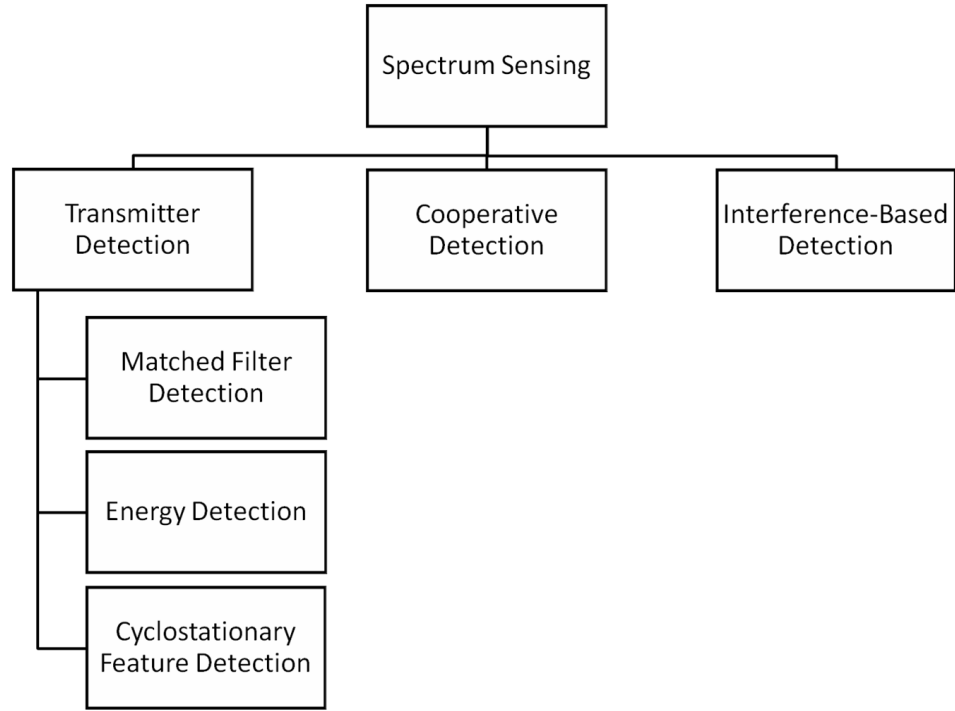 Spectrum Sensing
Transmitter
Detection
Cooperative
Detection
Interference-Based
Detection
Matched Filter
Detection
Energy Detection
Cyclostationary
Feature Detection